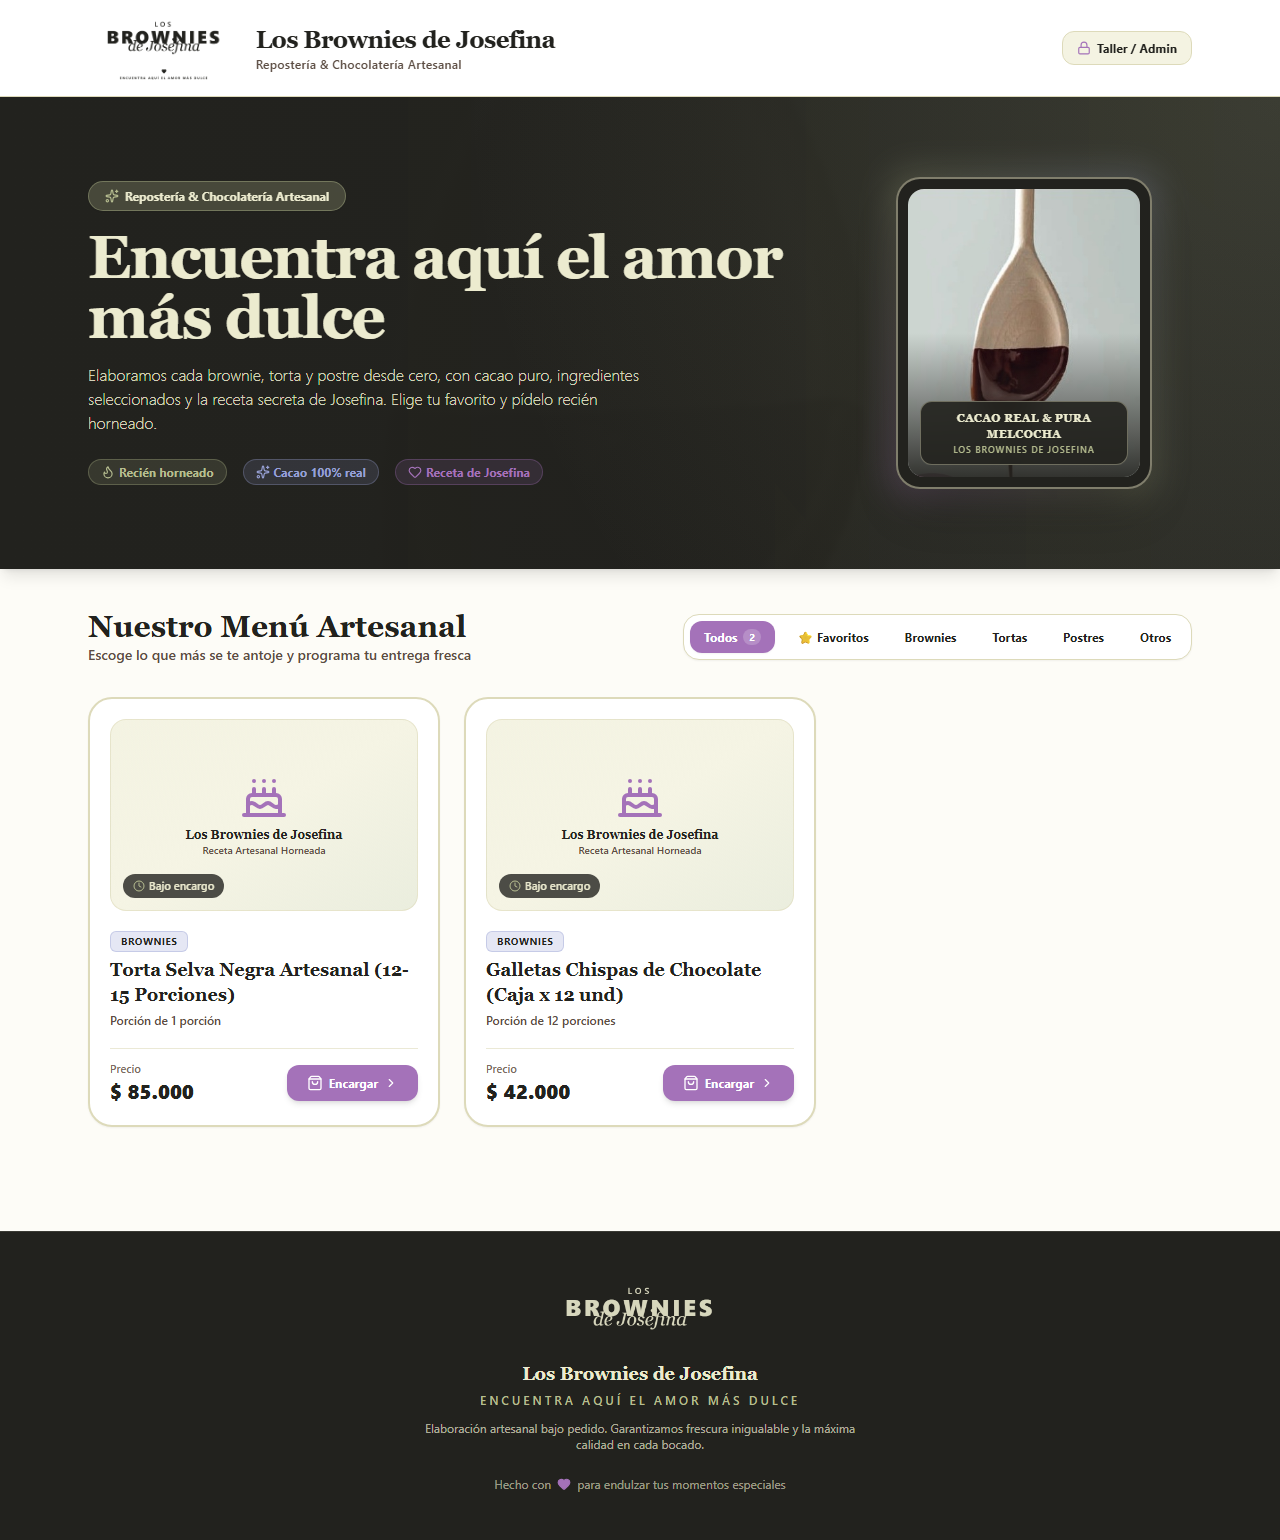 LOS
BROWNIES
de Josefina
ENCUENTRA AQUÍ EL AMOR MÁS DULCE
Los Brownies de Josefina
Repostería & Chocolatería Artesanal
Taller / Admin
Repostería & Chocolatería Artesanal
Encuentra aquí el amor
más dulce
Elaboramos cada brownie, torta y postre desde cero, con cacao puro, ingredientes
seleccionados y la receta secreta de Josefina. Elige tu favorito y pídelo recién
horneado.
Recién horneado
Cacao 100% real
Receta de Josefina
CACAO REAL & PURA
MELCOCHA
LOS BROWNIES DE JOSEFINA
Nuestro Menú Artesanal
Escoge lo que más se te antoje y programa tu entrega fresca
Todos 2
Favoritos
Brownies
Tortas
Postres
Otros
Los Brownies de Josefina
Receta Artesanal Horneada
Bajo encargo
BROWNIES
Torta Selva Negra Artesanal (12-
15 Porciones)
Porción de 1 porción
Precio
$ 85.000
Encargar
Los Brownies de Josefina
Receta Artesanal Horneada
Bajo encargo
BROWNIES
Galletas Chispas de Chocolate
(Caja x 12 und)
Porción de 12 porciones
Precio
$ 42.000
Encargar
LOS
BROWNIES
de Josefina
Los Brownies de Josefina
ENCUENTRA AQUÍ EL AMOR MÁS DULCE
Elaboración artesanal bajo pedido. Garantizamos frescura inigualable y la máxima
calidad en cada bocado.
Hecho con para endulzar tus momentos especiales